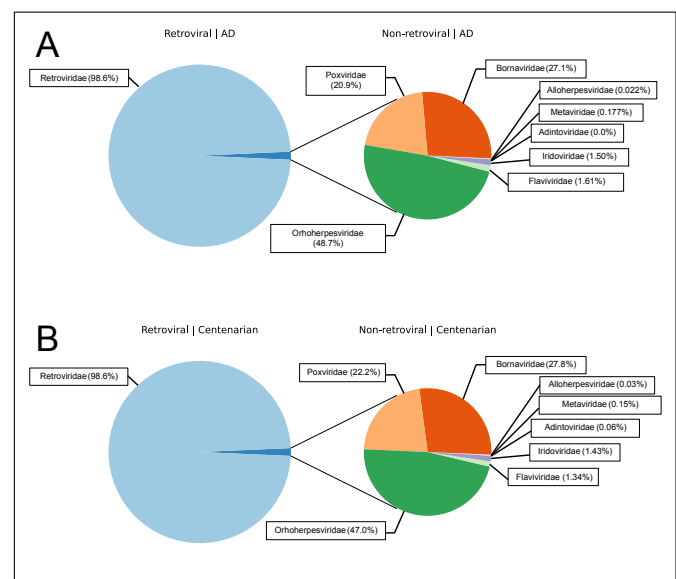 A
Retroviral | AD
Non-retroviral | AD
Retroviridae (98.6%)
Poxviridae
(20.9%)
Bornaviridae (27.1%)
Alloherpesviridae (0.022%)
Metaviridae (0.177%)
Adintoviridae (0.0%)
Iridoviridae (1.50%)
Flaviviridae (1.61%)
Orhoherpesviridae
(48.7%)
B
Retroviral | Centenarian
Non-retroviral | Centenarian
Retroviridae (98.6%)
Poxviridae (22.2%)
Bornaviridae (27.8%)
Alloherpesviridae (0.03%)
Metaviridae (0.15%)
Adintoviridae (0.06%)
Iridoviridae (1.43%)
Flaviridae (1.34%)
Orhoherpesviridae (47.0%)